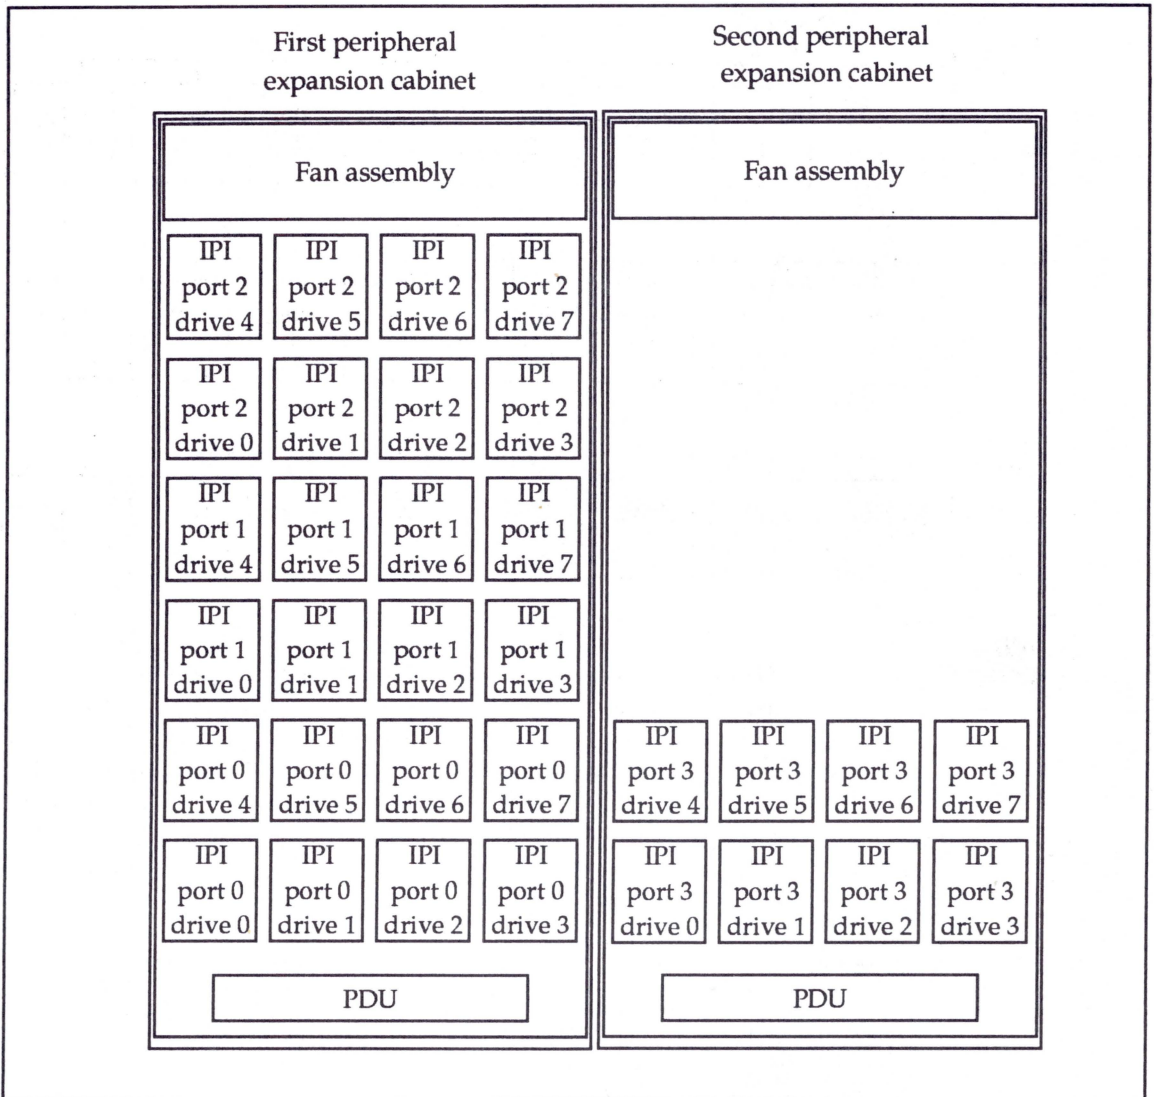 First peripheral
expansion cabinet
Second peripheral
expansion cabinet
Fan assembly
IPI
port 2
drive 4
IPI
port 2
drive 5
IPI
port 2
drive 6
IPI
port 2
drive 7
IPI
port 2
drive 0
IPI
port 2
drive 1
IPI
port 2
drive 2
IPI
port 2
drive 3
IPI
port 1
drive 4
IPI
port 1
drive 5
IPI
port 1
drive 6
IPI
port 1
drive 7
IPI
port 1
drive 0
IPI
port 1
drive 1
IPI
port 1
drive 2
IPI
port 1
drive 3
IPI
port 0
drive 4
IPI
port 0
drive 5
IPI
port 0
drive 6
IPI
port 0
drive 7
IPI
port 0
drive 0
IPI
port 0
drive 1
IPI
port 0
drive 2
IPI
port 0
drive 3
PDU
Fan assembly
IPI
port 3
drive 4
IPI
port 3
drive 5
IPI
port 3
drive 6
IPI
port 3
drive 7
IPI
port 3
drive 0
IPI
port 3
drive 1
IPI
port 3
drive 2
IPI
port 3
drive 3
PDU